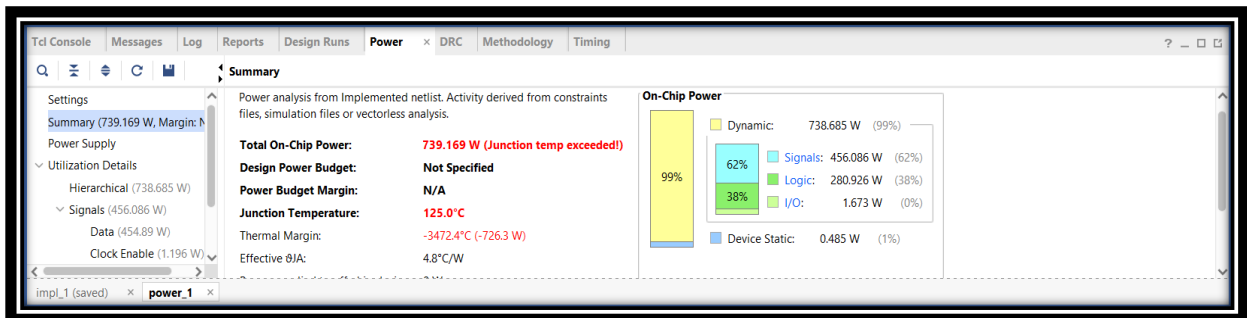 Tcl Console Messages Log Reports Design Runs Power × DRC Methodology Timing ?
Summary
Settings
Summary (739.169 W, Margin: N
Power Supply
Utilization Details
Hierarchical (738.685 W)
Signals (456.086 W)
Data (454.89 W)
Clock Enable (1.196 W)
Power analysis from Implemented netlist. Activity derived from constraints
files, simulation files or vectorless analysis.
Total On-Chip Power: 739.169 W (Junction temp exceeded!)
Design Power Budget: Not Specified
Power Budget Margin: N/A
Junction Temperature: 125.0°C
Thermal Margin: -3472.4°C (-726.3 W)
Effective ϑJA: 4.8°C/W
On-Chip Power
99%
Dynamic: 738.685 W (99%)
62%
38%
Signals: 456.086 W (62%)
Logic: 280.926 W (38%)
I/O: 1.673 W (0%)
Device Static: 0.485 W (1%)
impl_1 (saved) × power_1 ×